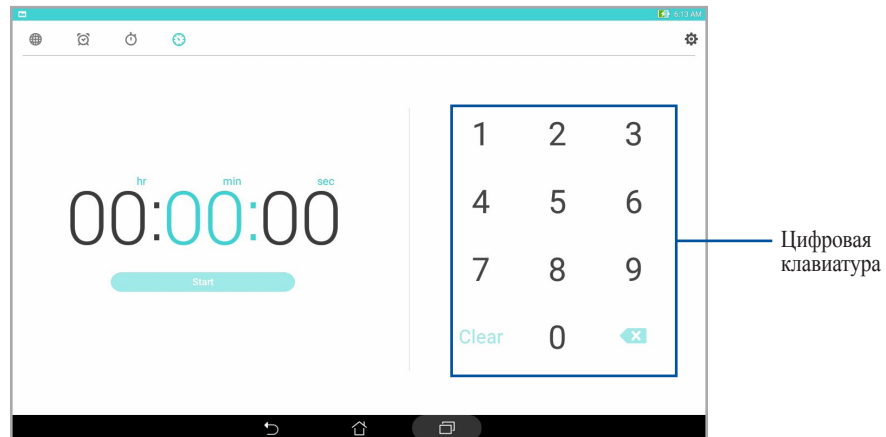 6:13 AM
hr min sec
00:00:00
Start
1 2 3
4 5 6
7 8 9
Clear 0
Цифровая
клавиатура